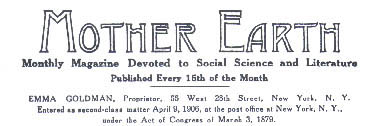 MOTHER EARTH
Monthly Magazine Devoted to Social Science and Literature
Published Every 15th of the Month
EMMA GOLDMAN, Proprietor, 55 West 28th Street, New York, N. Y.
Entered as second-class matter April 9, 1906, at the post office at New York, N. Y.,
under the Act of Congress of March 3, 1879.